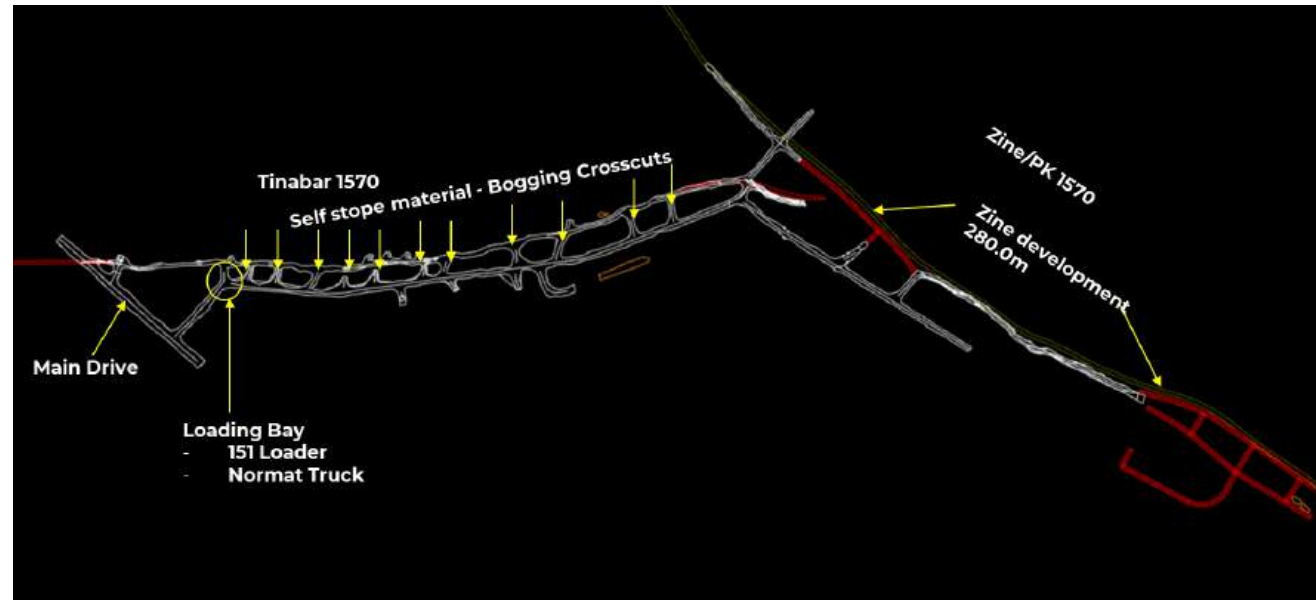 Zine/PK 1570
Tinabar 1570
Self stope material - Bogging Crosscuts
Zine development
280.0m
Main Drive
Loading Bay
- 151 Loader
- Normat Truck